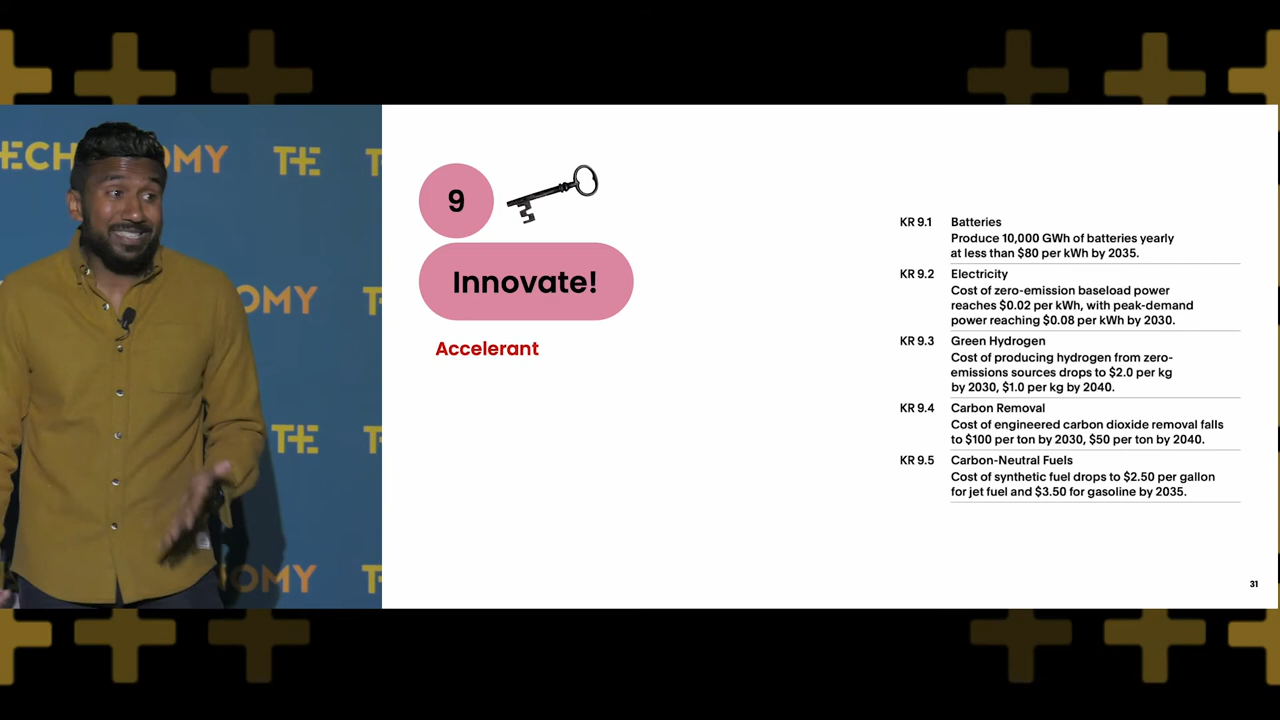 ECH OMY THE T
9
Innovate!
Accelerant
KR 9.1 Batteries
Produce 10,000 GWh of batteries yearly
at less than $80 per kWh by 2035.
KR 9.2 Electricity
Cost of zero-emission baseload power
reaches $0.02 per kWh, with peak-demand
power reaching $0.08 per kWh by 2030.
KR 9.3 Green Hydrogen
Cost of producing hydrogen from zero-
emissions sources drops to $2.0 per kg
by 2030, $1.0 per kg by 2040.
KR 9.4 Carbon Removal
Cost of engineered carbon dioxide removal falls
to $100 per ton by 2030, $50 per ton by 2040.
KR 9.5 Carbon-Neutral Fuels
Cost of synthetic fuel drops to $2.50 per gallon
for jet fuel and $3.50 for gasoline by 2035.
OMY T
THE T
OMY T
31